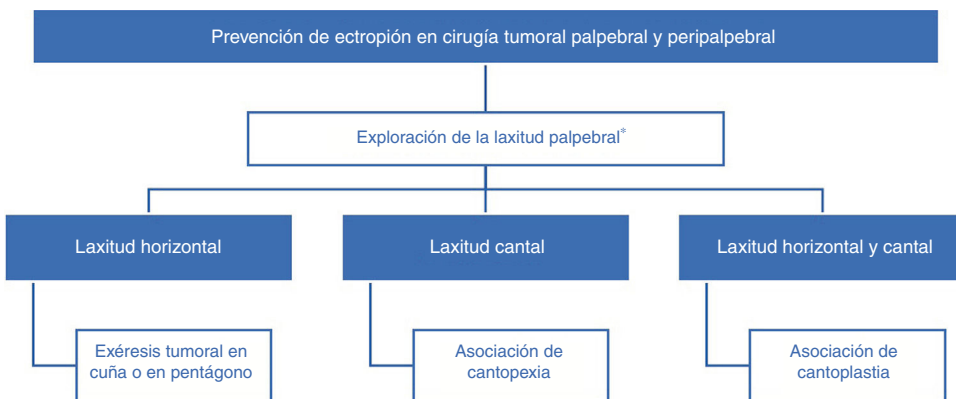 Prevención de ectropión en cirugía tumoral palpebral y peripalpebral
Exploración de la laxitud palpebral*
Laxitud horizontal
Laxitud cantal
Laxitud horizontal y cantal
Exéresis tumoral en
cuña o en pentágono
Asociación de
cantopexia
Asociación de
cantoplastia